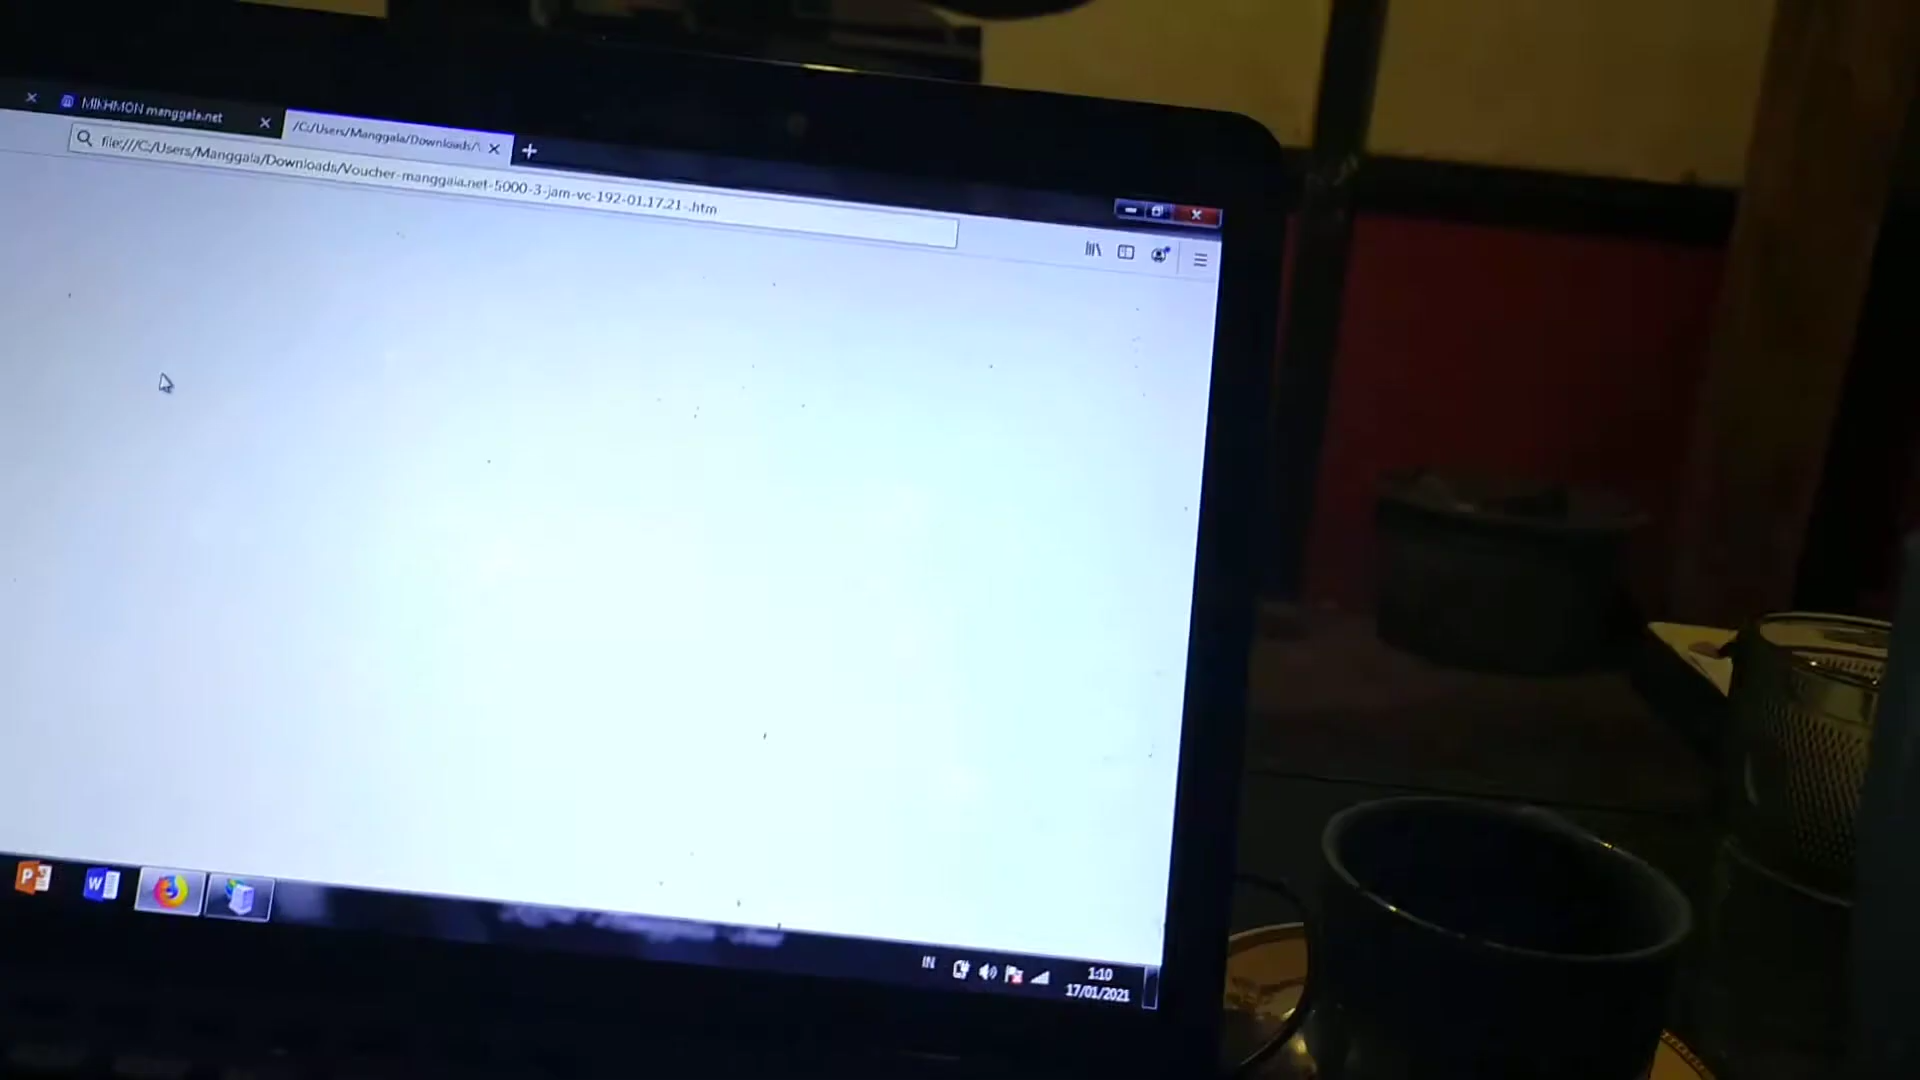 MIKHMON manggala.net
/C:/Users/Manggala/Downloads/V
file:///C:/Users/Manggala/Downloads/Voucher-manggala.net-5000-3-jam-vc-192-01.17.21-.htm
P
W
IN
1:10
17/01/2021